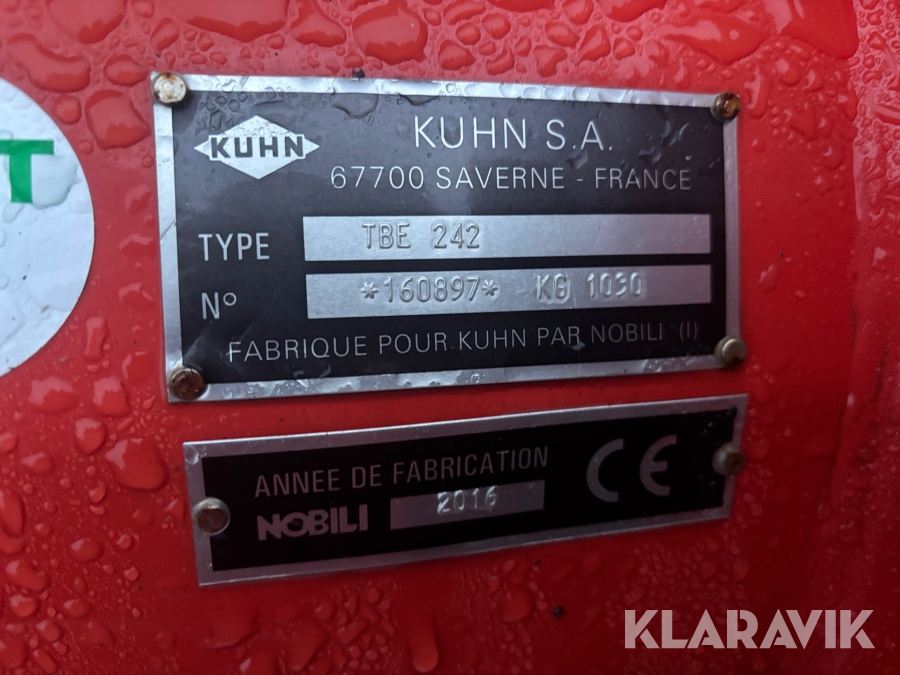 T
KUHN
KUHN S.A.
67700 SAVERNE - FRANCE
TYPE TBE 242
N° *160897* KG 1030
FABRIQUE POUR KUHN PAR NOBILI (I)
ANNEE DE FABRICATION
NOBILI 2016
CE
KLARAVIK